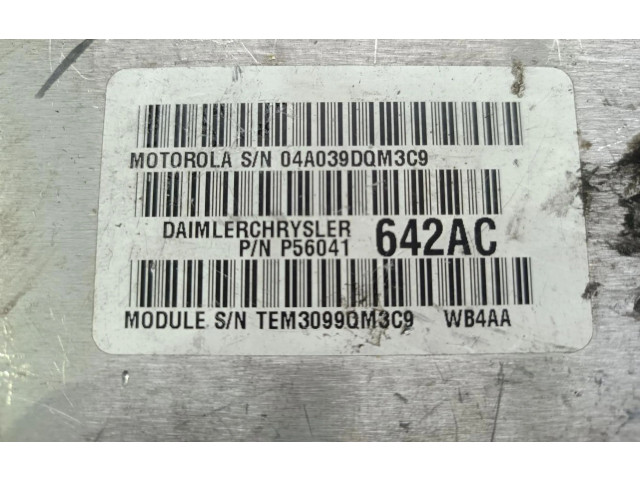 MOTOROLA S/N 04A039DQM3C9
DAIMLERCHRYSLER
P/N P56041 642AC
MODULE S/N TEM3099QM3C9 WB4AA